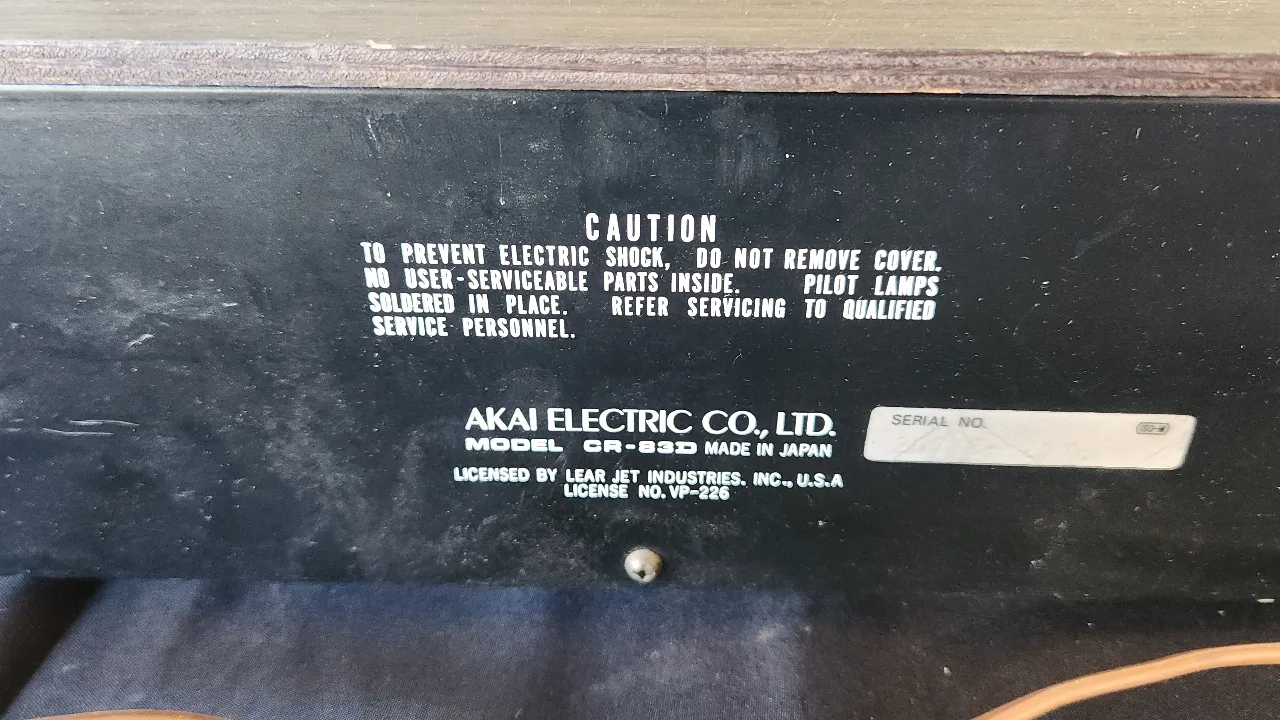 CAUTION
TO PREVENT ELECTRIC SHOCK, DO NOT REMOVE COVER.
NO USER-SERVICEABLE PARTS INSIDE. PILOT LAMPS
SOLDERED IN PLACE. REFER SERVICING TO QUALIFIED
SERVICE PERSONNEL.
AKAI ELECTRIC CO., LTD.
MODEL CR-83D MADE IN JAPAN
SERIAL NO.
LICENSED BY LEAR JET INDUSTRIES. INC., U.S.A
LICENSE NO. VP-226